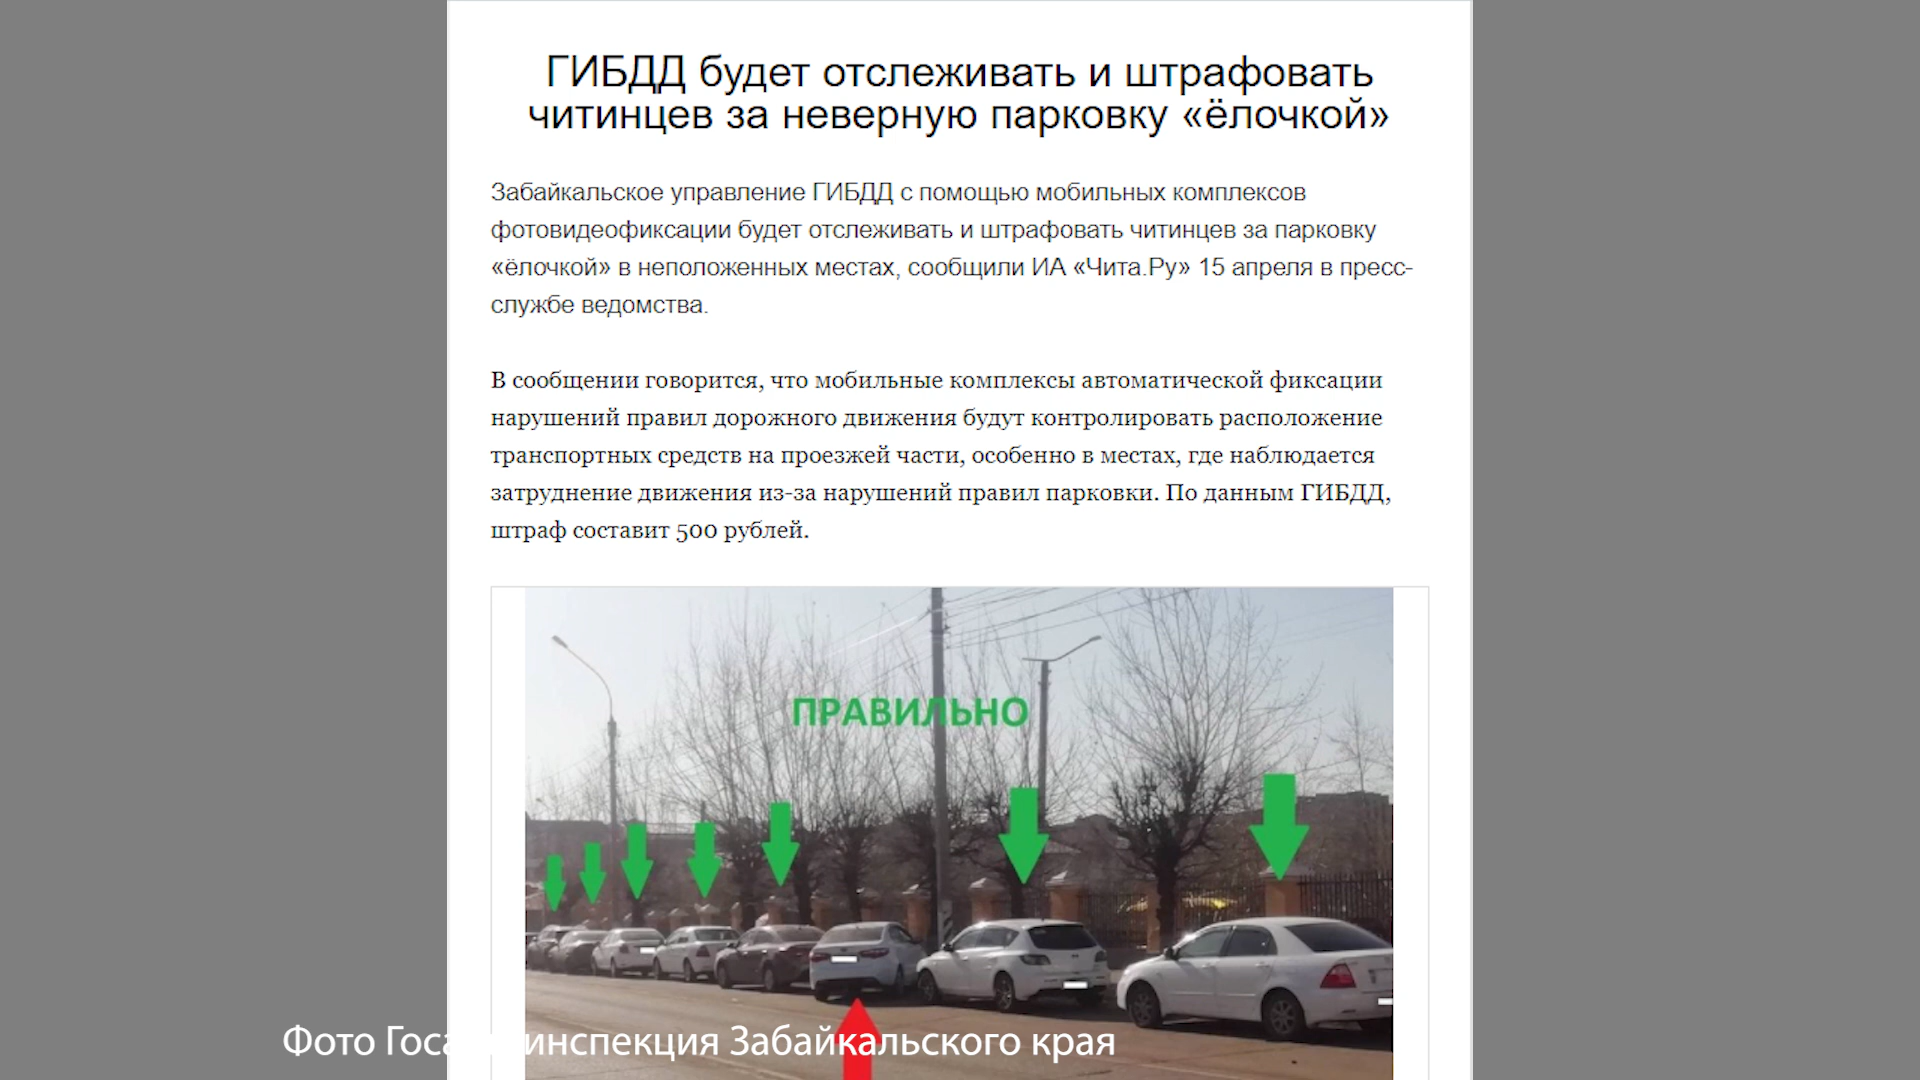 ГИБДД будет отслеживать и штрафовать
читинцев за неверную парковку «ёлочкой»
Забайкальское управление ГИБДД с помощью мобильных комплексов
фотовидеофиксации будет отслеживать и штрафовать читинцев за парковку
«ёлочкой» в неположенных местах, сообщили ИА «Чита.Ру» 15 апреля в пресс-
службе ведомства.
В сообщении говорится, что мобильные комплексы автоматической фиксации
нарушений правил дорожного движения будут контролировать расположение
транспортных средств на проезжей части, особенно в местах, где наблюдается
затруднение движения из-за нарушений правил парковки. По данным ГИБДД,
штраф составит 500 рублей.
ПРАВИЛЬНО
Фото Забайкальского края